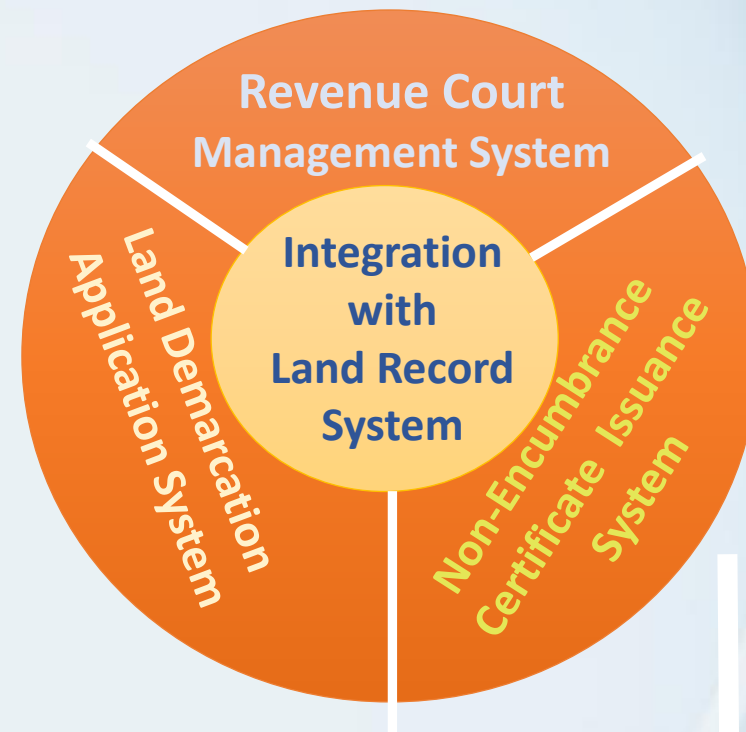 Revenue Court
Management System
Integration
with
Land Record
System
Land Demarcation
Application System
Non-Encumbrance
Certificate Issuance
System